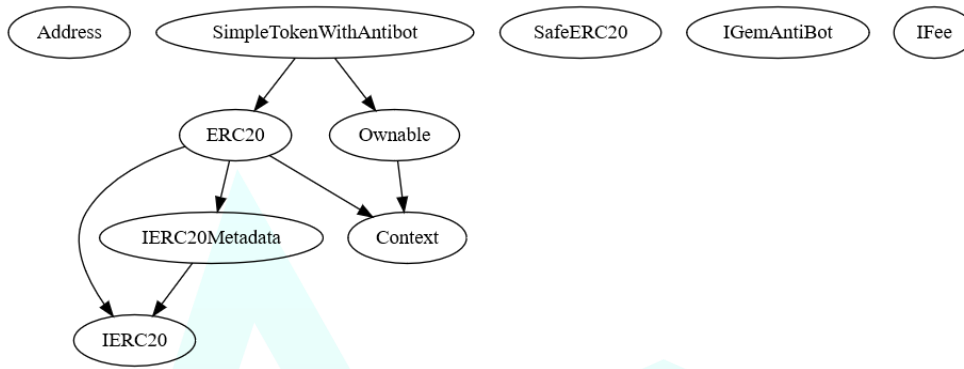 Address
SimpleTokenWithAntibot
SafeERC20
IGemAntiBot
IFee
ERC20
Ownable
IERC20Metadata
Context
IERC20